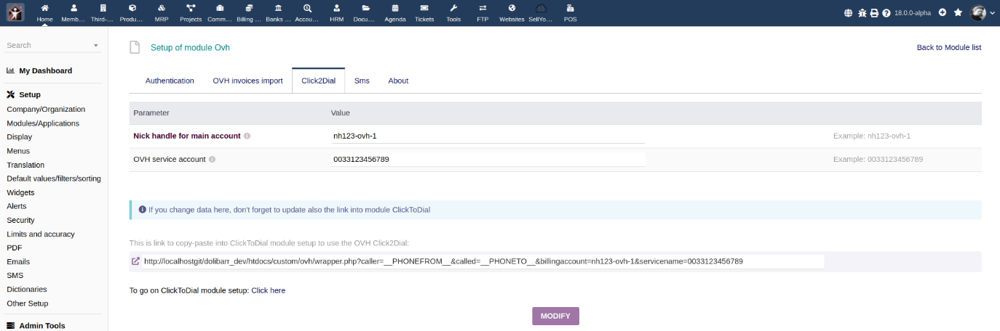 Home Memb... Third-... Produ... MRP Projects Comm... Billing ... Banks ... Accou... HRM Docu... Agenda Tickets Tools FTP Websites SellYo... POS 18.0.0-alpha
Search
Setup of module Ovh
Back to Module list
My Dashboard
Authentication OVH invoices import Click2Dial Sms About
Setup
Company/Organization
Modules/Applications
Display
Menus
Translation
Default values/filters/sorting
Widgets
Alerts
Security
Limits and accuracy
PDF
Emails
SMS
Dictionaries
Other Setup
Admin Tools
Parameter Value
Nick handle for main account nh123-ovh-1 Example: nh123-ovh-1
OVH service account 0033123456789 Example: 0033123456789
If you change data here, don't forget to update also the link into module ClickToDial
This is link to copy-paste into ClickToDial module setup to use the OVH Click2Dial:
http://localhostgit/dolibarr_dev/htdocs/custom/ovh/wrapper.php?caller=__PHONEFROM__&called=__PHONETO__&billingaccount=nh123-ovh-1&servicename=0033123456789
To go on ClickToDial module setup: Click here
MODIFY